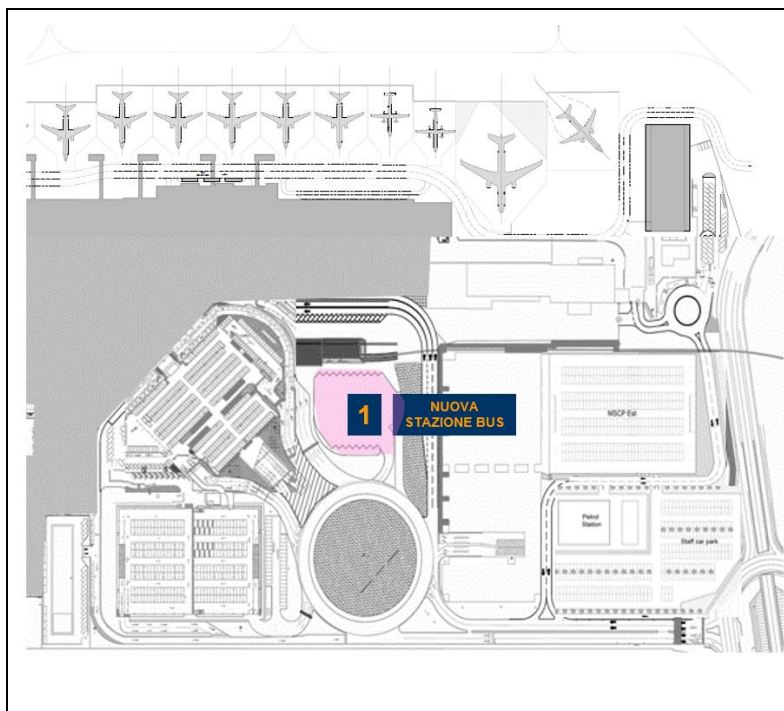 1
NUOVA
STAZIONE BUS
MSCP Est
Petrol
Station
Staff car park